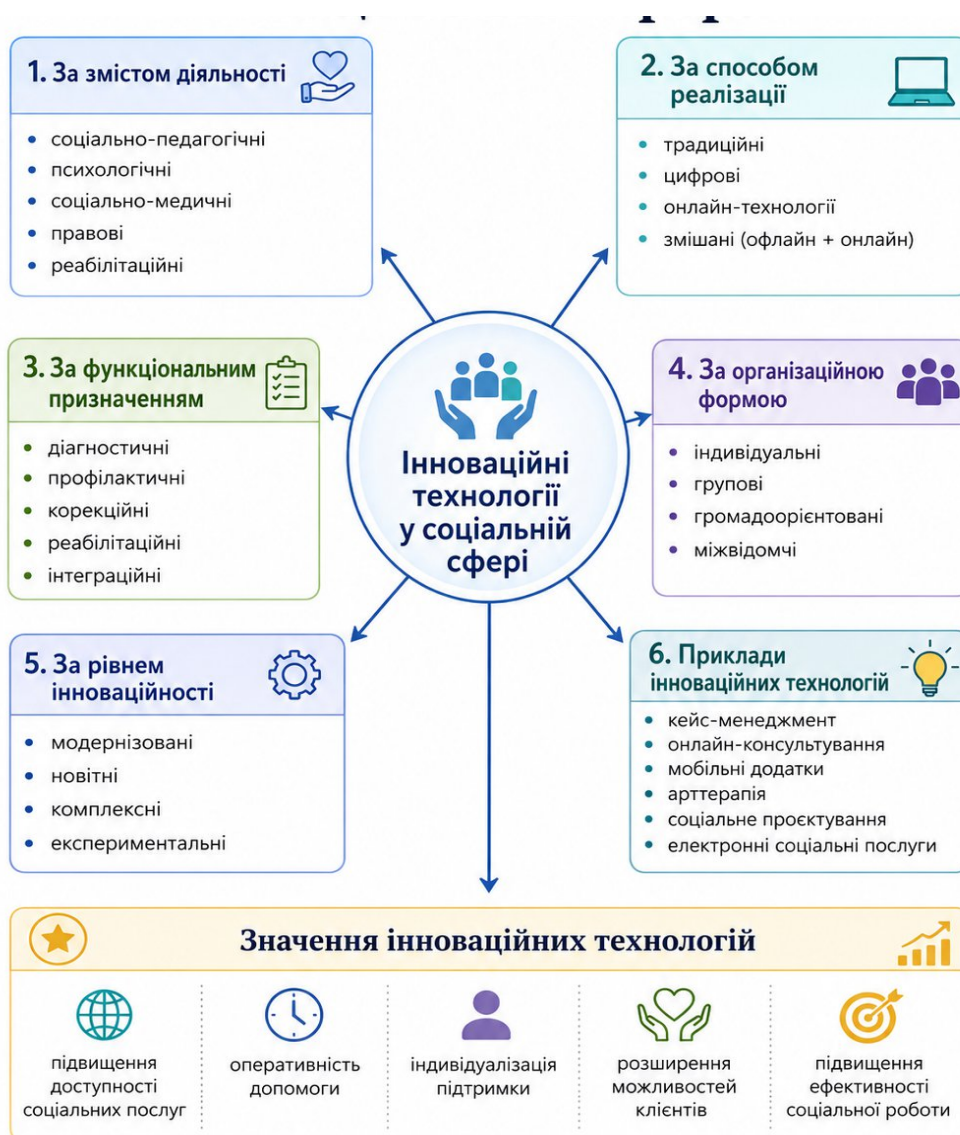 1. За змістом діяльності
соціально-педагогічні
психологічні
соціально-медичні
правові
реабілітаційні
2. За способом
реалізації
традиційні
цифрові
онлайн-технології
змішані (офлайн + онлайн)
3. За функціональним
призначенням
діагностичні
профілактичні
корекційні
реабілітаційні
інтеграційні
Інноваційні
технології
у соціальній
сфері
4. За організаційною
формою
індивідуальні
групові
громадоорієнтовані
міжвідомчі
5. За рівнем
інноваційності
модернізовані
новітні
комплексні
експериментальні
6. Приклади
інноваційних технологій
кейс-менеджмент
онлайн-консультування
мобільні додатки
арттерапія
соціальне проєктування
електронні соціальні послуги
Значення інноваційних технологій
підвищення
доступності
соціальних послуг
оперативність
допомоги
індивідуалізація
підтримки
розширення
можливостей
клієнтів
підвищення
ефективності
соціальної роботи